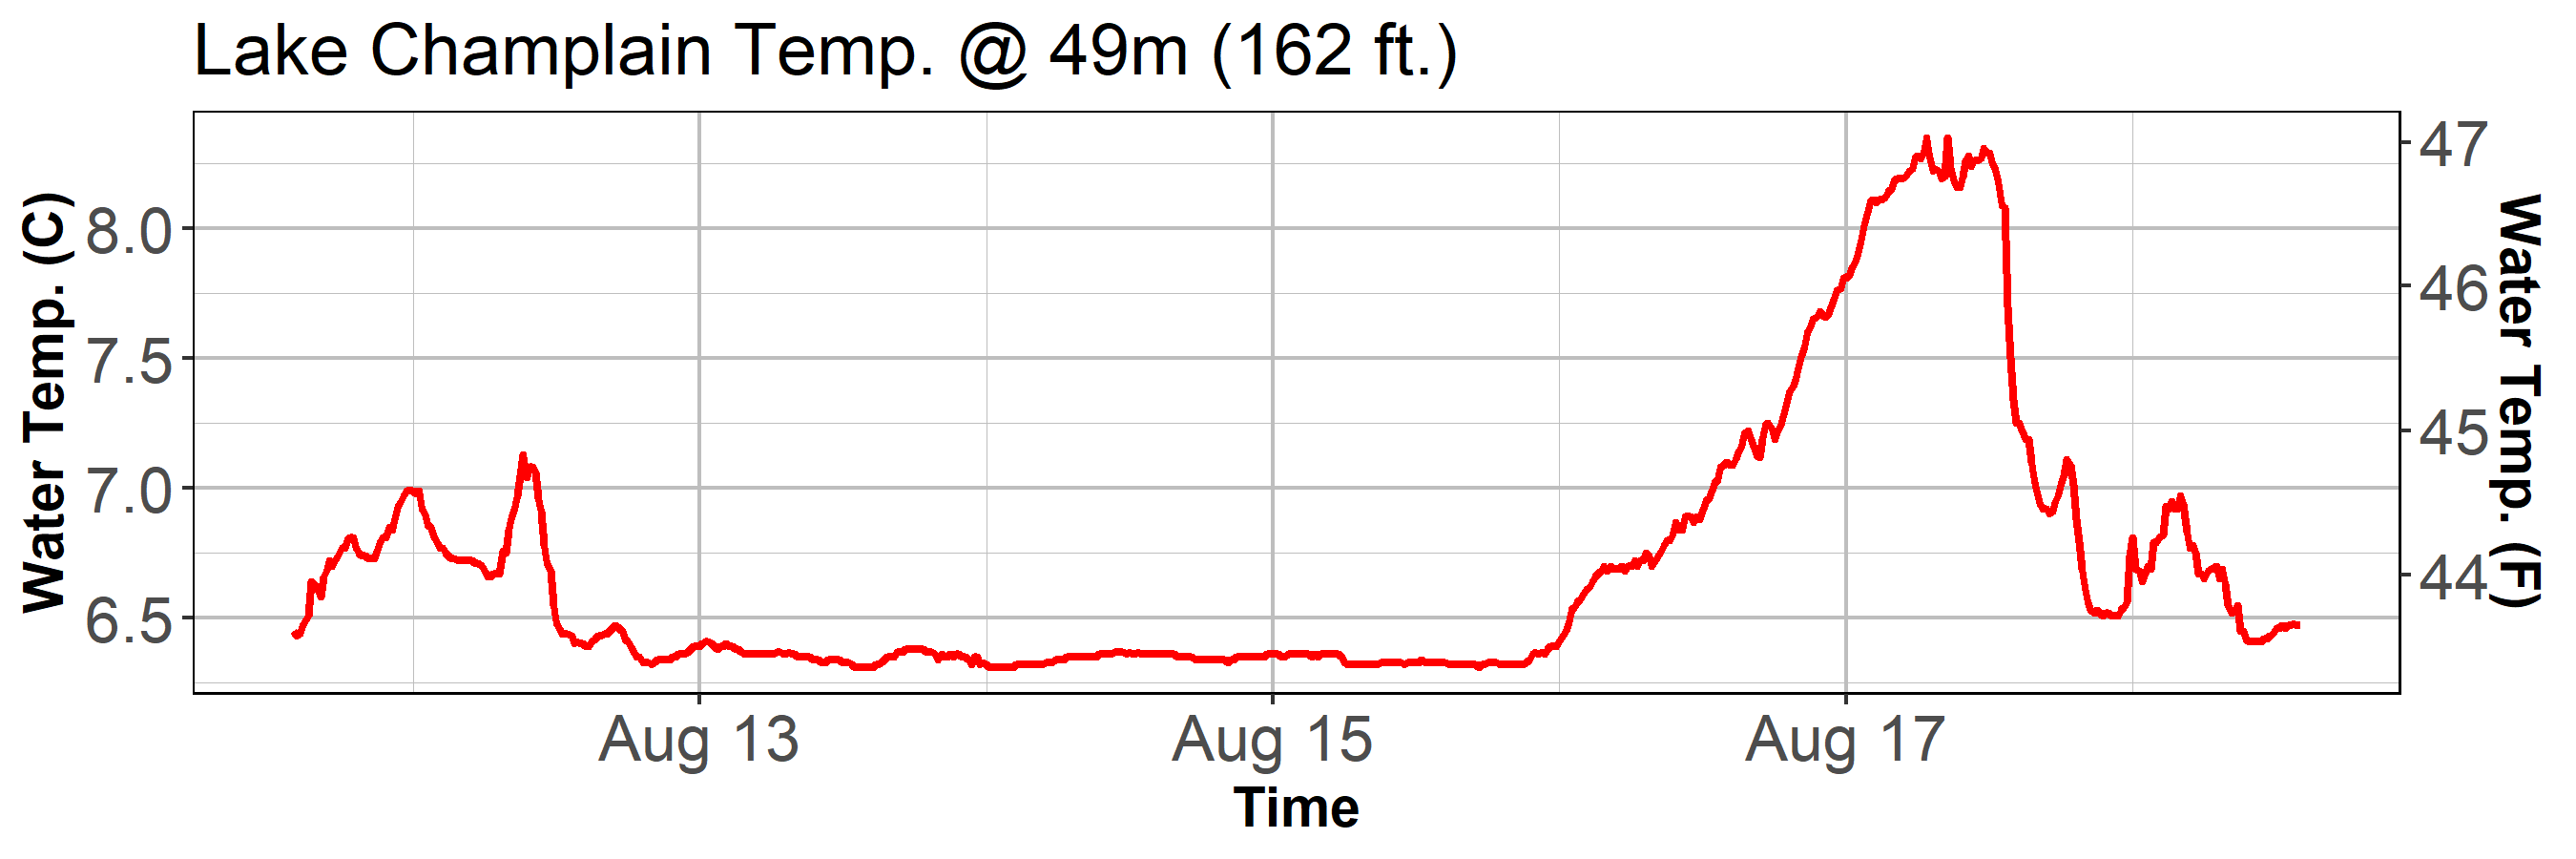 Lake Champlain Temp. @ 49m (162 ft.)
Water Temp. (C)
8.0
7.5
7.0
6.5
47
46
45
44
Water Temp. (F)
Aug 13
Aug 15
Aug 17
Time